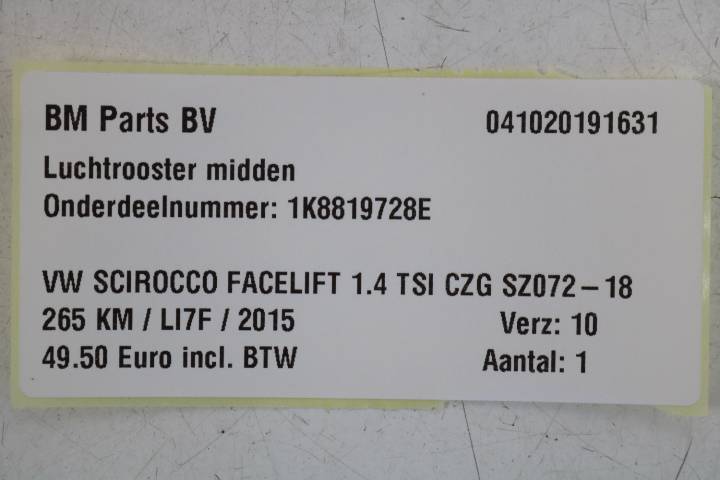 BM Parts BV 041020191631
Luchtrooster midden
Onderdeelnummer: 1K8819728E
VW SCIROCCO FACELIFT 1.4 TSI CZG SZ072-18
265 KM / LI7F / 2015 Verz: 10
49.50 Euro incl. BTW Aantal: 1